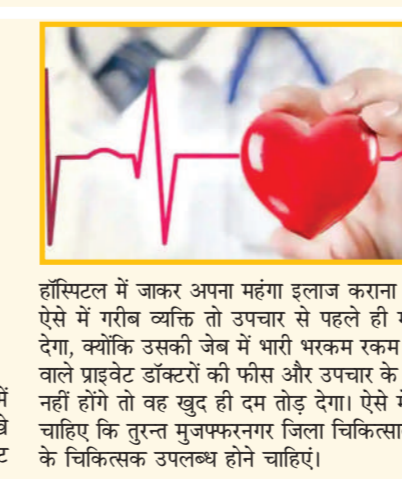 हॉस्पिटल में जाकर अपना महंगा इलाज कराना
ऐसे में गरीब व्यक्ति तो उपचार से पहले ही
देगा, क्योंकि उसकी जेब में भारी भरकम रकम
वाले प्राइवेट डॉक्टरों की फीस और उपचार के
नहीं होंगे तो वह खुद ही दम तोड़ देगा। ऐसे
चाहिए कि तुरन्त मुजफ्फरनगर जिला
के चिकित्सक उपलब्ध होने चाहिएं।